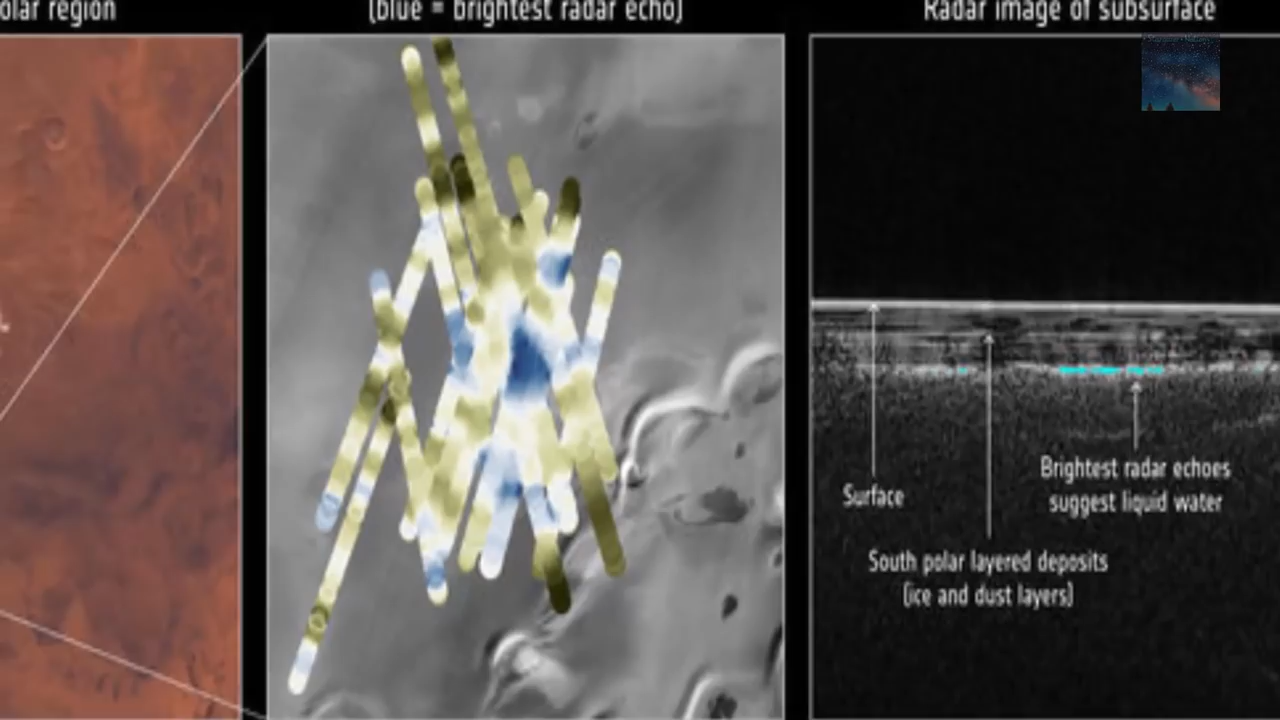 olar region
(blue = brightest radar echo)
Radar image of subsurface
Surface
South polar layered deposits
(ice and dust layers)
Brightest radar echoes
suggest liquid water